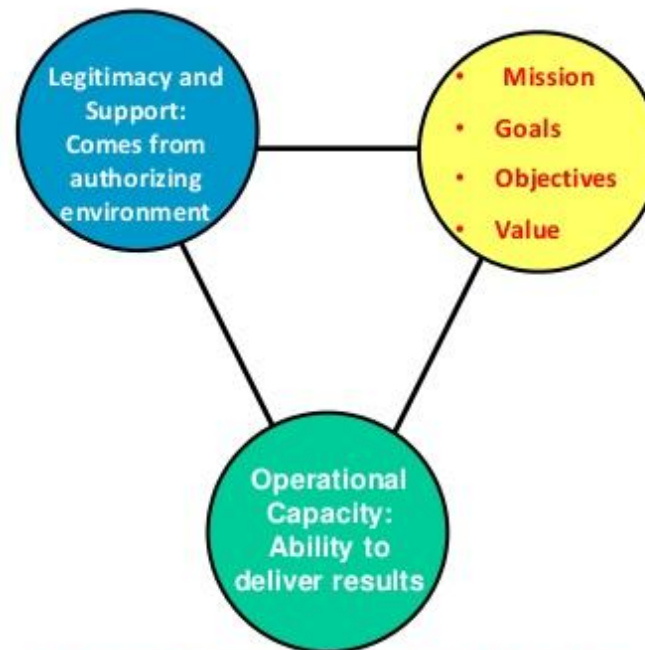 Legitimacy and
Support:
Comes from
authorizing
environment
• Mission
• Goals
• Objectives
• Value
Operational
Capacity:
Ability to
deliver results